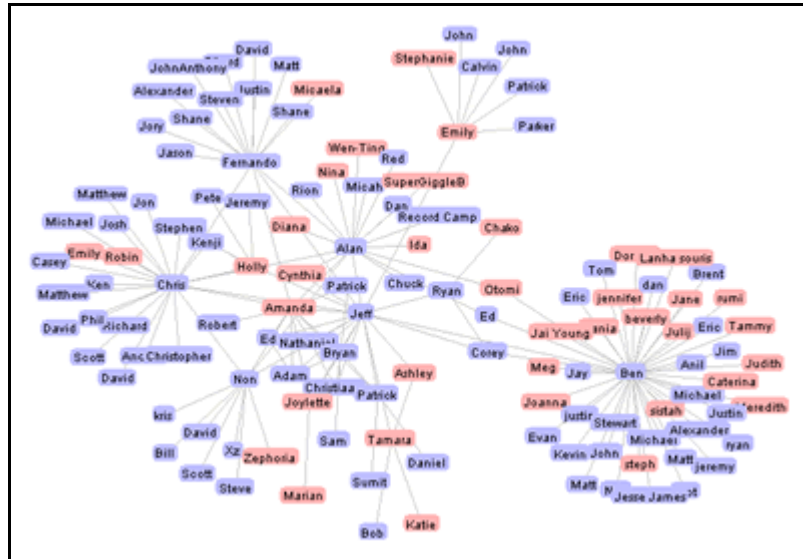 John
David
John
Stephanie
JohnAnthony
Matt
Calvin
Alexander
Justin
Micaela
Patrick
Steven
Shane
Shane
Jory
Parker
Emily
Jason
Fernando
Wen-Ting
Red
Nina
Micah
SuperGiggleB
Matthew
Pete
Jeremy
Rion
Jon
Dan
Michael
Josh
Stephen
Diana
Record Camp
Chako
Kenji
Alan
Ida
Emily
Robin
Casey
Holly
Cynthia
Lanha
souris
Tom
Brent
Chris
Patrick
Chuck
Ryan
Otomi
dan
Ken
Matthew
Eric
jennifer
Jane
Amanda
Jeff
Ed
beverly
David
Phil
Richard
Robert
Jai Young
Julij
Eric
Tammy
Ed
Nathaniel
Scott
Christopher
Bryan
Corey
Jim
Meg
Jay
Ben
Anil
Judith
David
Non
Adam
Ashley
Caterina
Christiaa
Patrick
Michael
Joylette
Joanna
sistah
Justin
Meredith
kris
justin
Stewart
David
Alexander
Evan
Sam
Tamara
Michael
ryan
Bill
Xz
Zephoria
Kevin
John
Matt
Daniel
steph
jeremy
Scott
Steve
Sumit
Matt
Marian
Jesse
James
Katie
Bob